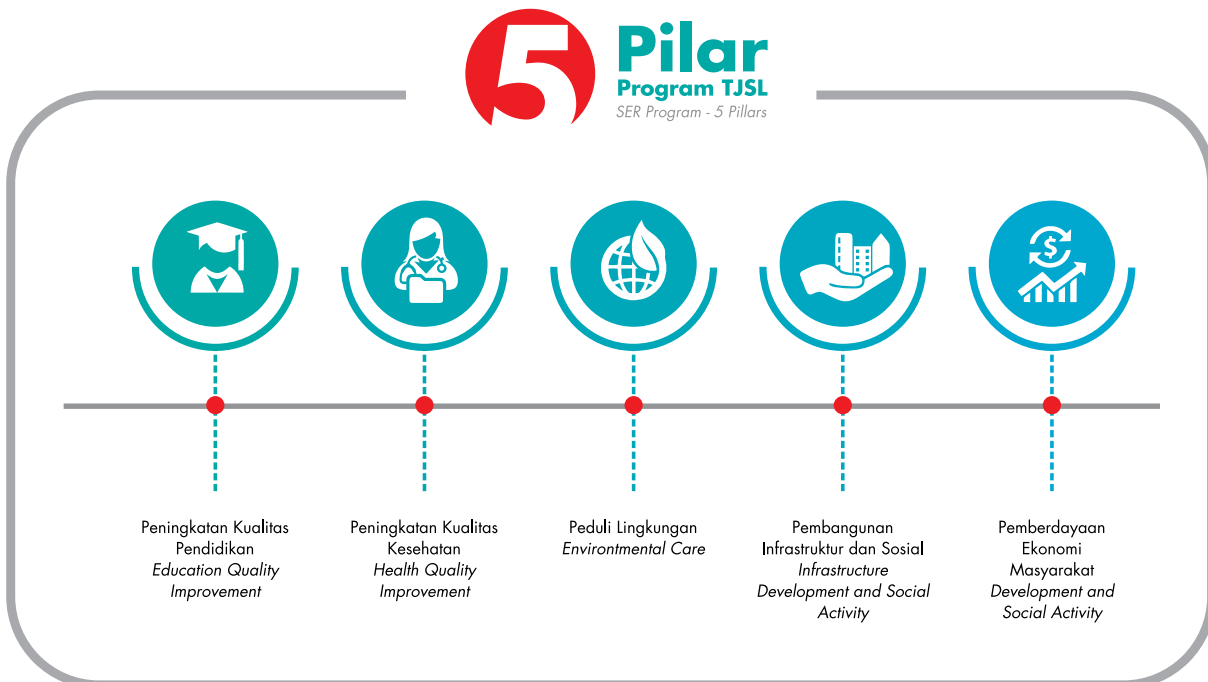 5 Pilar
Program TJSL
SER Program - 5 Pillars
$
Peningkatan Kualitas
Pendidikan
Education Quality
Improvement
Peningkatan Kualitas
Kesehatan
Health Quality
Improvement
Peduli Lingkungan
Environtmental Care
Pembangunan
Infrastruktur dan Sosial
Infrastructure
Development and Social
Activity
Pemberdayaan
Ekonomi
Masyarakat
Development and
Social Activity